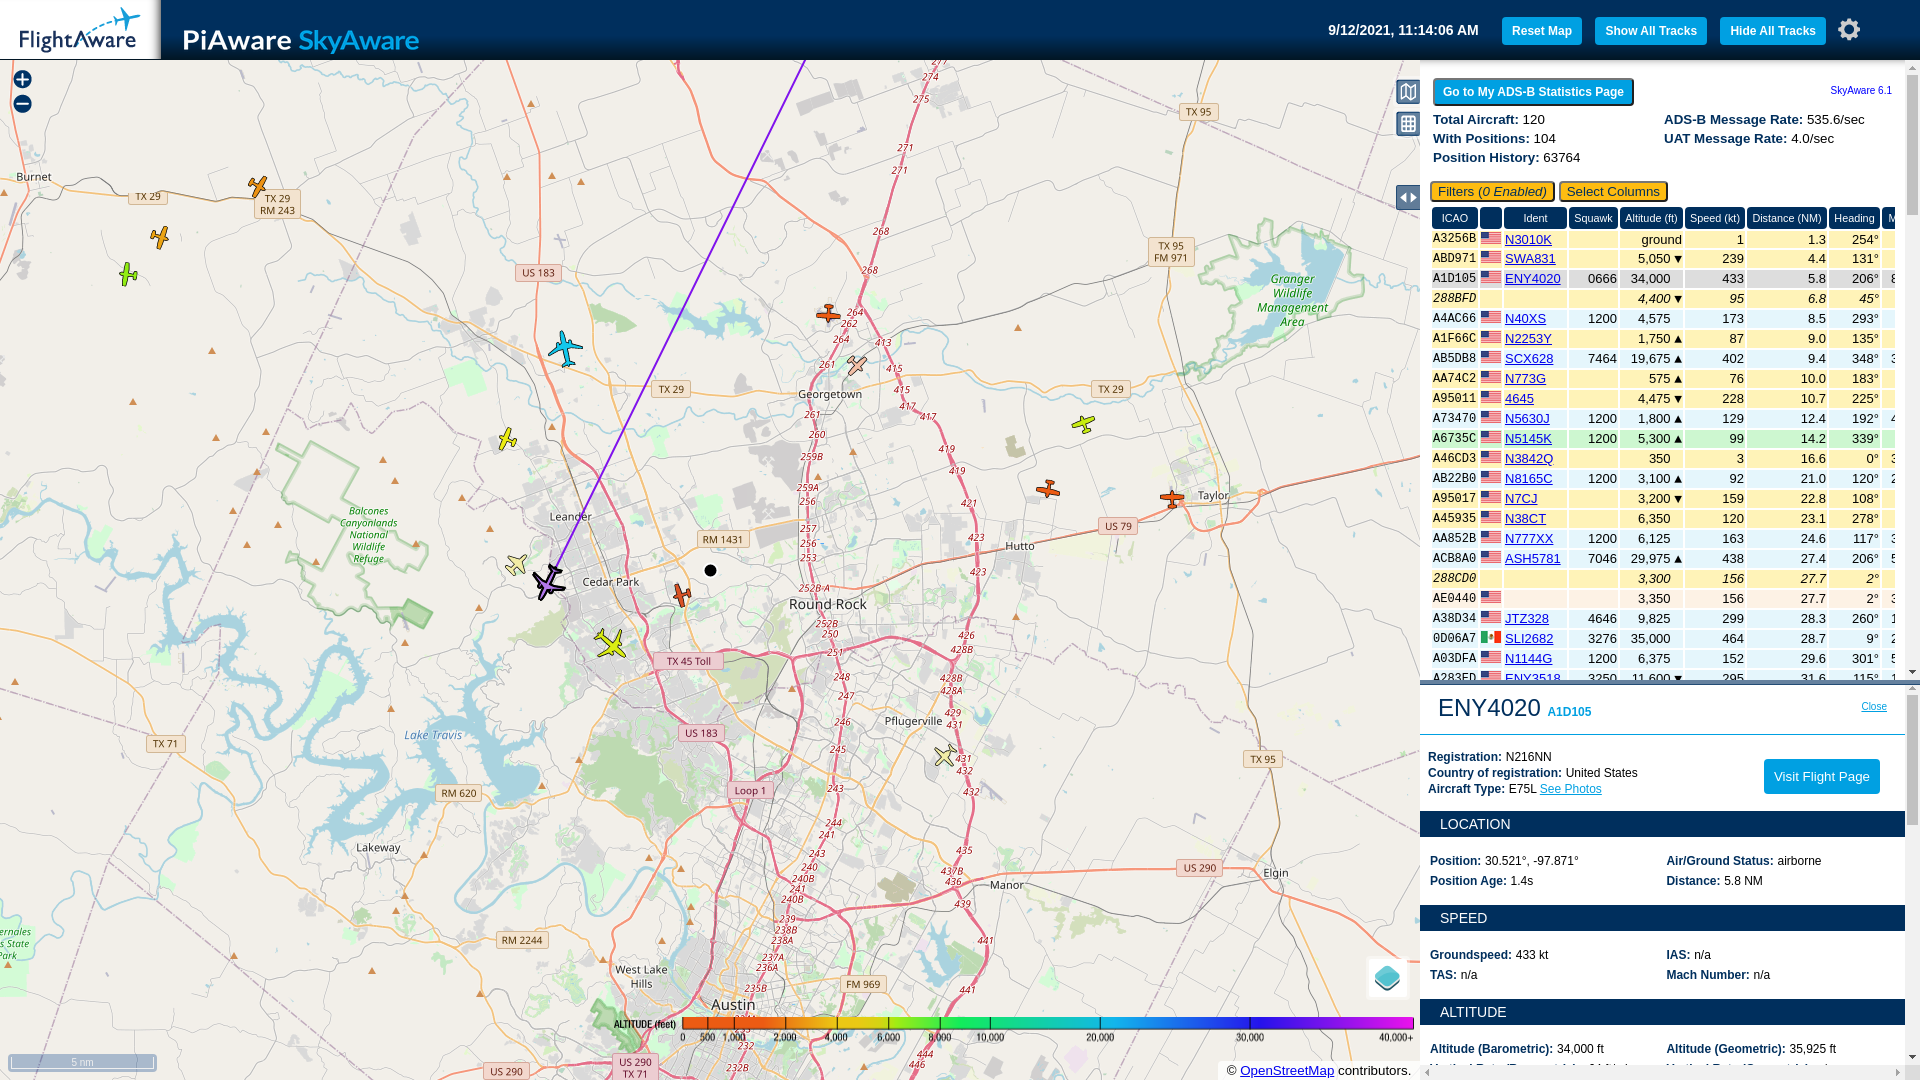 FlightAware
PiAware SkyAware
9/12/2021, 11:14:06 AM
Reset Map
Show All Tracks
Hide All Tracks
Go to My ADS-B Statistics Page
SkyAware 6.1
Total Aircraft: 120
ADS-B Message Rate: 535.6/sec
With Positions: 104
UAT Message Rate: 4.0/sec
Position History: 63764
Filters (0 Enabled)
Select Columns
ICAO Ident Squawk Altitude (ft) Speed (kt) Distance (NM) Heading M
A3256B N3010K ground 1 1.3 254°
ABD971 SWA831 5,050 ▼ 239 4.4 131°
A1D105 ENY4020 0666 34,000 433 5.8 206° 8
288BFD 4,400 ▼ 95 6.8 45°
A4AC66 N40XS 1200 4,575 173 8.5 293°
A1F66C N2253Y 1,750 ▲ 87 9.0 135°
AB5DB8 SCX628 7464 19,675 ▲ 402 9.4 348° 3
AA74C2 N773G 575 ▲ 76 10.0 183°
A95011 4645 4,475 ▼ 228 10.7 225°
A73470 N5630J 1200 1,800 ▲ 129 12.4 192° 4
A6735C N5145K 1200 5,300 ▲ 99 14.2 339°
A46CD3 N3842Q 350 3 16.6 0° 3
AB22B0 N8165C 1200 3,100 ▲ 92 21.0 120° 2
A95017 N7CJ 3,200 ▼ 159 22.8 108°
A45935 N38CT 6,350 120 23.1 278°
AA852B N777XX 1200 6,125 163 24.6 117° 3
ACB8A0 ASH5781 7046 29,975 ▲ 438 27.4 206° 5
288CD0 3,300 156 27.7 2°
AE0440 3,350 156 27.7 2° 3
A38D34 JTZ328 4646 9,825 299 28.3 260° 1
0D06A7 SLI2682 3276 35,000 464 28.7 9° 2
A03DFA N1144G 1200 6,375 152 29.6 301° 5
A283ED ENY3518 3250 11,600 ▼ 295 31.6 115° 1
ENY4020 A1D105
Close
Registration: N216NN
Country of registration: United States
Aircraft Type: E75L See Photos
Visit Flight Page
LOCATION
Position: 30.521°, -97.871°
Air/Ground Status: airborne
Position Age: 1.4s
Distance: 5.8 NM
SPEED
Groundspeed: 433 kt
IAS: n/a
TAS: n/a
Mach Number: n/a
ALTITUDE
Altitude (Barometric): 34,000 ft
Altitude (Geometric): 35,925 ft
277
274
275
TX 95
271
271
Burnet
TX 29
TX 29
RM 243
268
TX 95
FM 971
US 183
268
Granger
Wildlife
Management
Area
264
262
264
413
261
415
TX 29
Georgetown
415
TX 29
417
417
261
260
419
259B
419
259A
256
421
Taylor
Leander
Balcones
Canyonlands
National
Wildlife
Refuge
257
256
253
RM 1431
US 79
423
Hutto
423
Cedar Park
252B-A
Round Rock
252B
250
426
428B
251
TX 45 Toll
248
428B
428A
247
429
431
246
Pflugerville
US 183
Lake Travis
TX 71
245
431
432
TX 95
243
Loop 1
432
RM 620
244
241
Lakeway
243
435
240
437B
436
240B
241
240B
US 290
Elgin
Manor
439
239
238B
238A
RM 2244
441
237A
236A
West Lake
Hills
235B
FM 969
441
Austin
ernales
s State
Park
ALTITUDE (feet)
0 500 1,000 2,000 4,000 6,000 8,000 10,000 20,000 30,000 40,000+
232
444
446
US 290
TX 71
US 290
232
5 nm
© OpenStreetMap contributors.